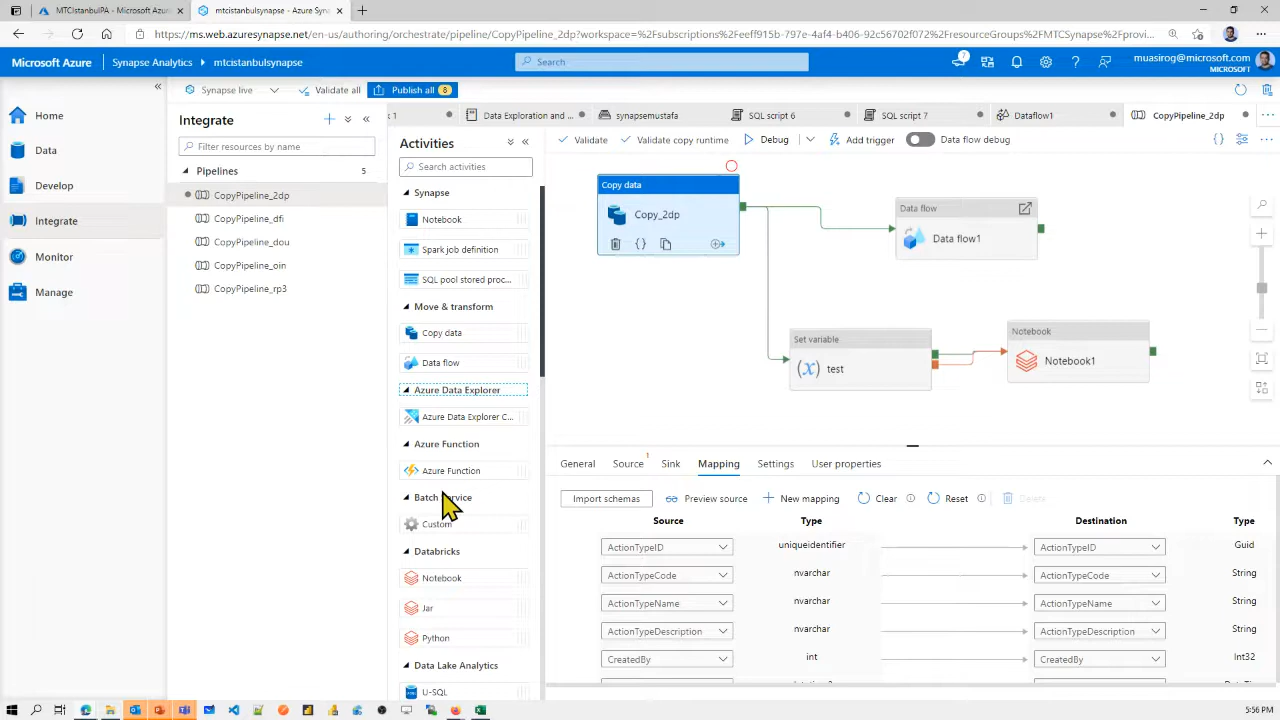 MTCIstanbulPA - Microsoft Azure
mtcistanbulsynapse - Azure Syna
https://ms.web.azuresynapse.net/en-us/authoring/orchestrate/pipeline/CopyPipeline_2dp?workspace=%2Fsubscriptions%2Feeff915b-797e-4af4-b406-92c56702f072%2FresourceGroups%2FMTCSynapse%2Fprovi...
Microsoft Azure
Synapse Analytics
mtcistanbulsynapse
Search
7
muasirog@microsoft.com
MICROSOFT
Synapse live
Validate all
Publish all
8
Home
Data
Develop
Integrate
Monitor
Manage
Integrate
Filter resources by name
Pipelines
5
CopyPipeline_2dp
CopyPipeline_dfi
CopyPipeline_dou
CopyPipeline_oin
CopyPipeline_rp3
1
Data Exploration and ...
synapsemustafa
SQL script 6
SQL script 7
Dataflow1
CopyPipeline_2dp
Activities
Search activities
Synapse
Notebook
Spark job definition
SQL pool stored proc...
Move & transform
Copy data
Data flow
Azure Data Explorer
Azure Data Explorer C...
Azure Function
Azure Function
Batch Service
Custom
Databricks
Notebook
Jar
Python
Data Lake Analytics
U-SQL
Validate
Validate copy runtime
Debug
Add trigger
Data flow debug
Copy data
Copy_2dp
Data flow
Data flow1
Set variable
(x)
test
Notebook
Notebook1
General
Source
1
Sink
Mapping
Settings
User properties
Import schemas
Preview source
New mapping
Clear
Reset
Delete
Source
Type
Destination
Type
ActionTypeID
uniqueidentifier
ActionTypeID
Guid
ActionTypeCode
nvarchar
ActionTypeCode
String
ActionTypeName
nvarchar
ActionTypeName
String
ActionTypeDescription
nvarchar
ActionTypeDescription
String
CreatedBy
int
CreatedBy
Int32
5:56 PM